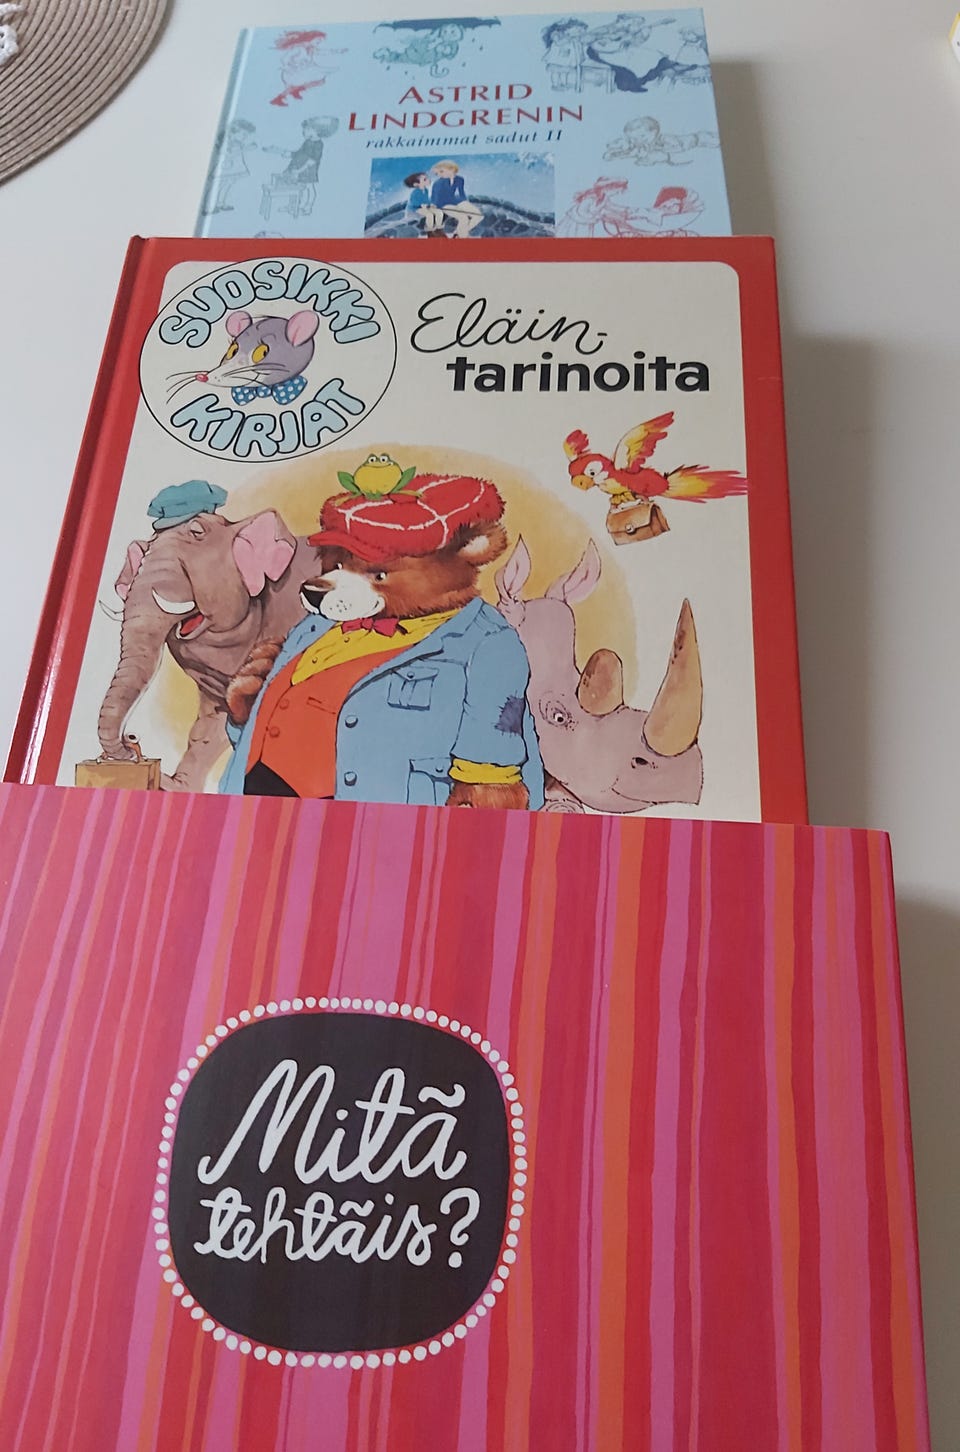 ASTRID
LINDGRENIN
rakkaimmat sadut II
SUOSIKKI
KIRJAT
Eläin-
tarinoita
Mitä
tehtäis?